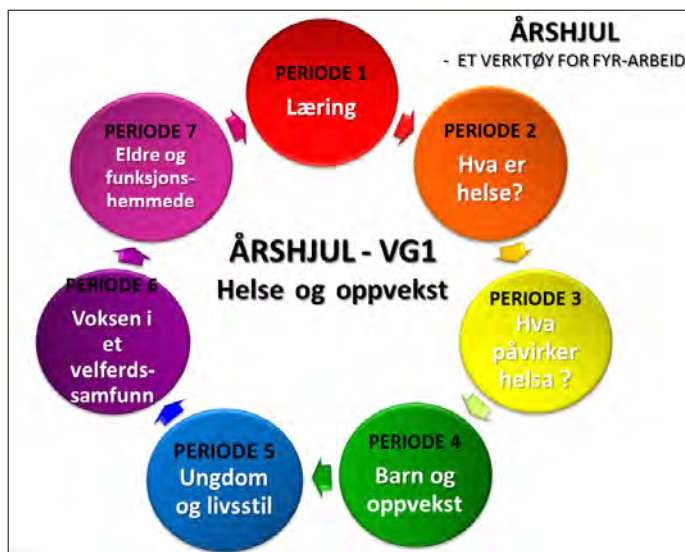 ÅRSHJUL
- ET VERKTØY FOR FYR-ARBEID
PERIODE 1
Læring
PERIODE 2
Hva er
helse?
PERIODE 3
Hva
påvirker
helsa ?
PERIODE 4
Barn og
oppvekst
PERIODE 5
Ungdom
og livsstil
PERIODE 6
Voksen i
et
velferds-
samfunn
PERIODE 7
Eldre og
funksjons-
hemmede
ÅRSHJUL - VG1
Helse og oppvekst